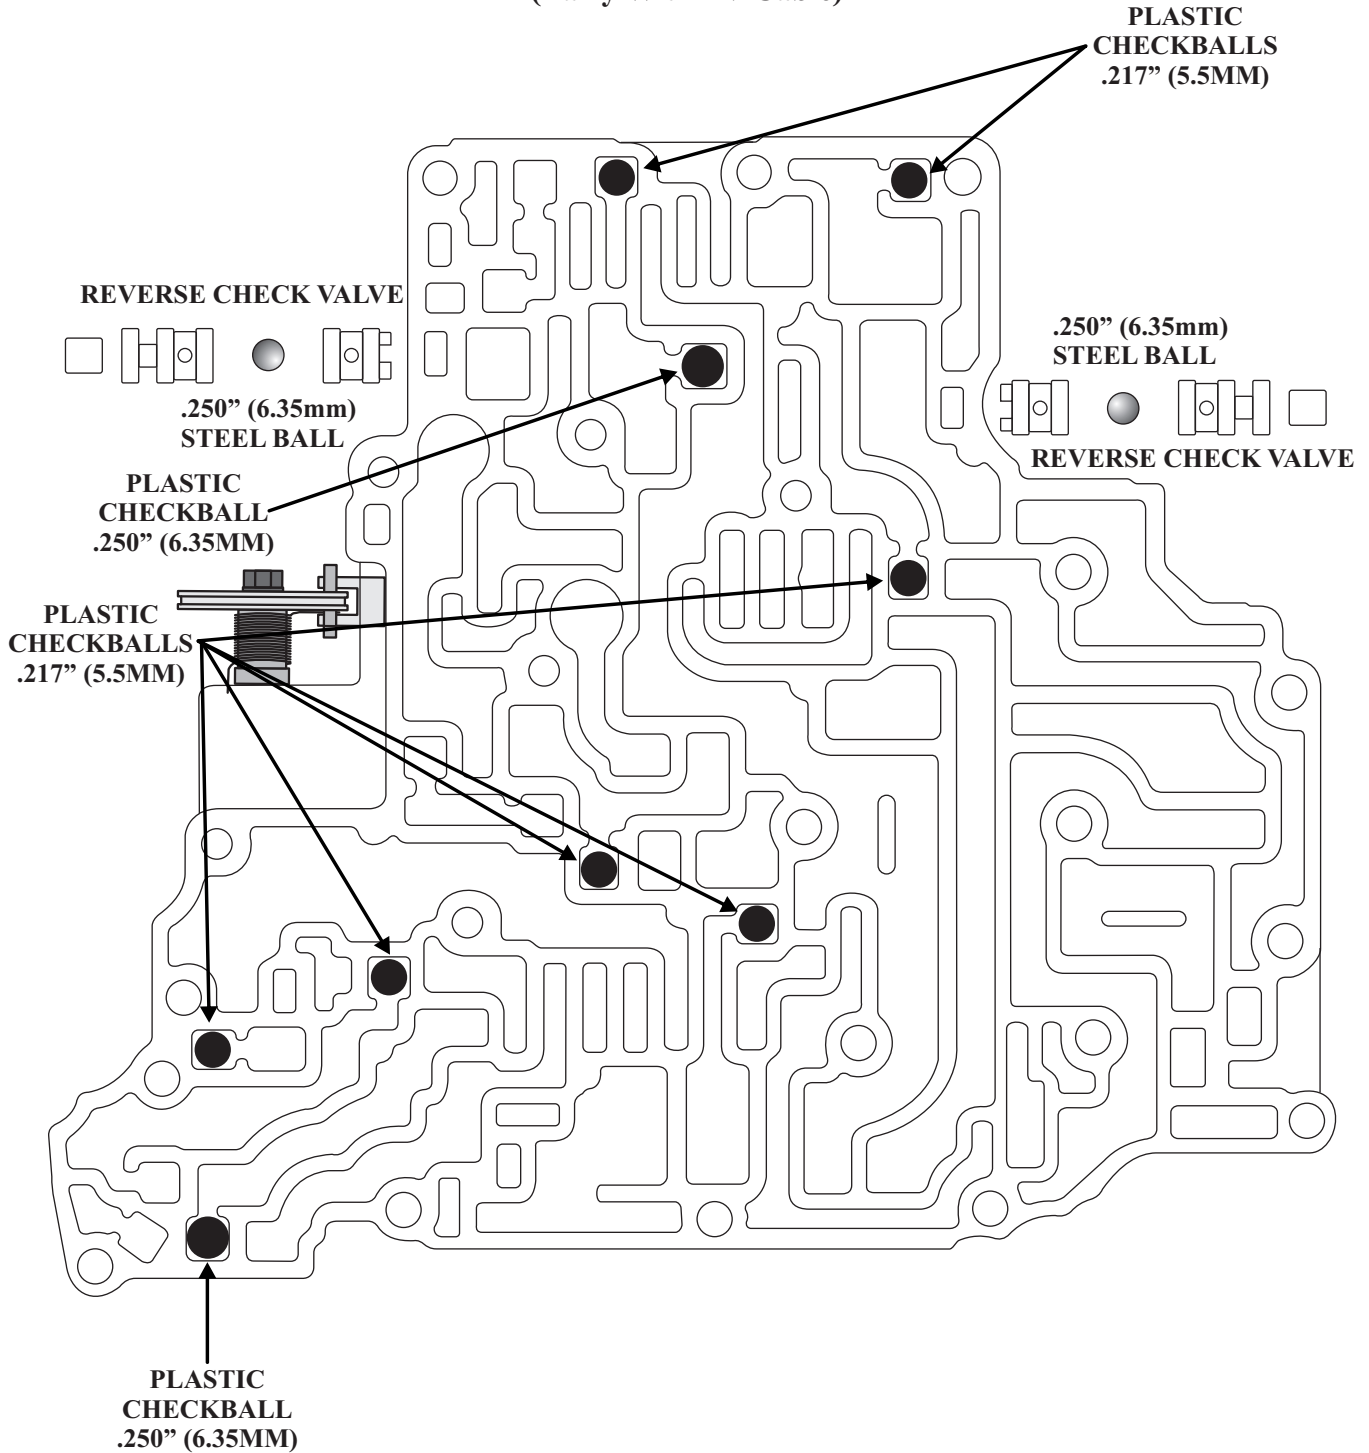 PLASTIC
CHECKBALLS
.217” (5.5MM)
REVERSE CHECK VALVE
.250” (6.35mm)
STEEL BALL
.250” (6.35mm)
STEEL BALL
REVERSE CHECK VALVE
PLASTIC
CHECKBALL
.250” (6.35MM)
PLASTIC
CHECKBALLS
.217” (5.5MM)
PLASTIC
CHECKBALL
.250” (6.35MM)